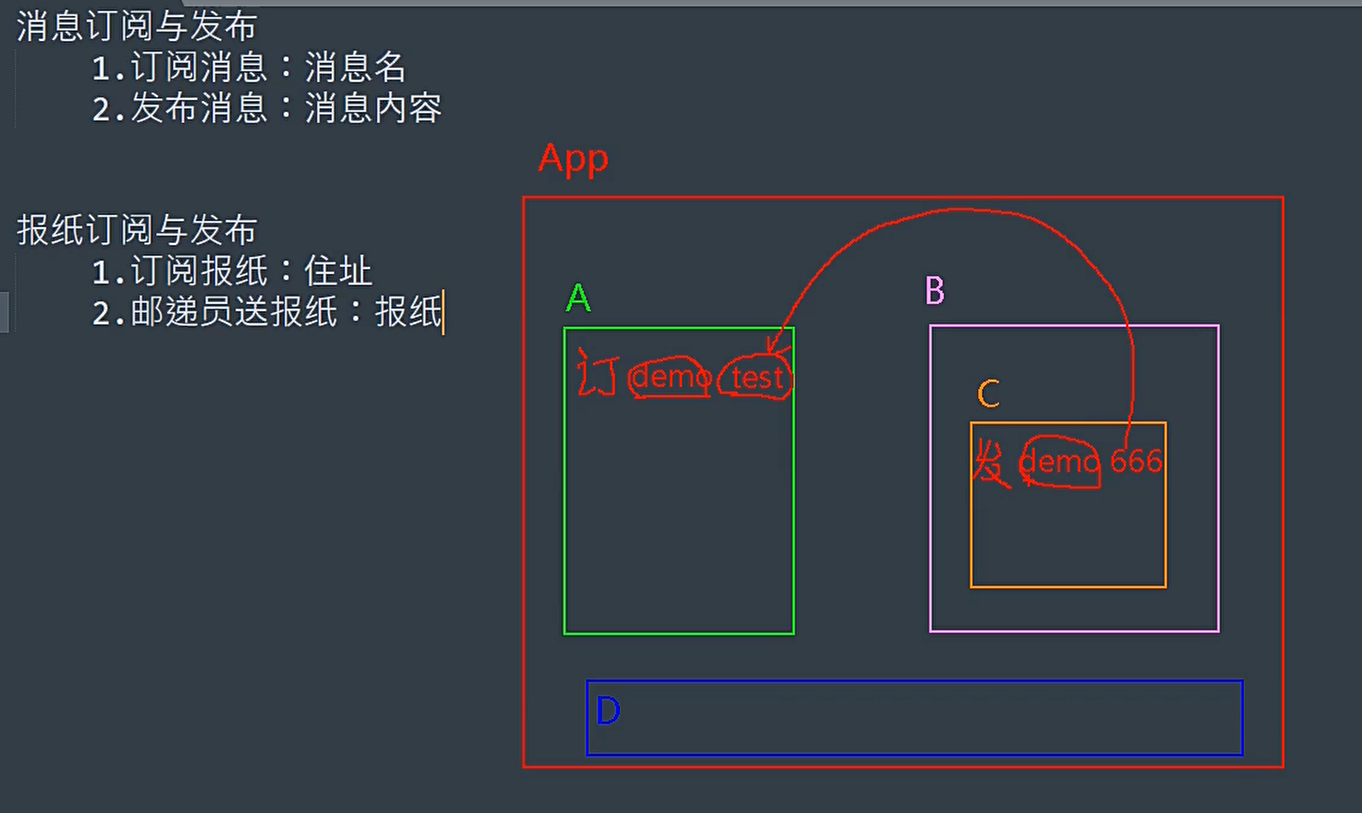 消息订阅与发布
1.订阅消息：消息名
2.发布消息：消息内容
报纸订阅与发布
1.订阅报纸：住址
2.邮递员送报纸：报纸
App
A
B
订 demo test
C
发 demo 666
D